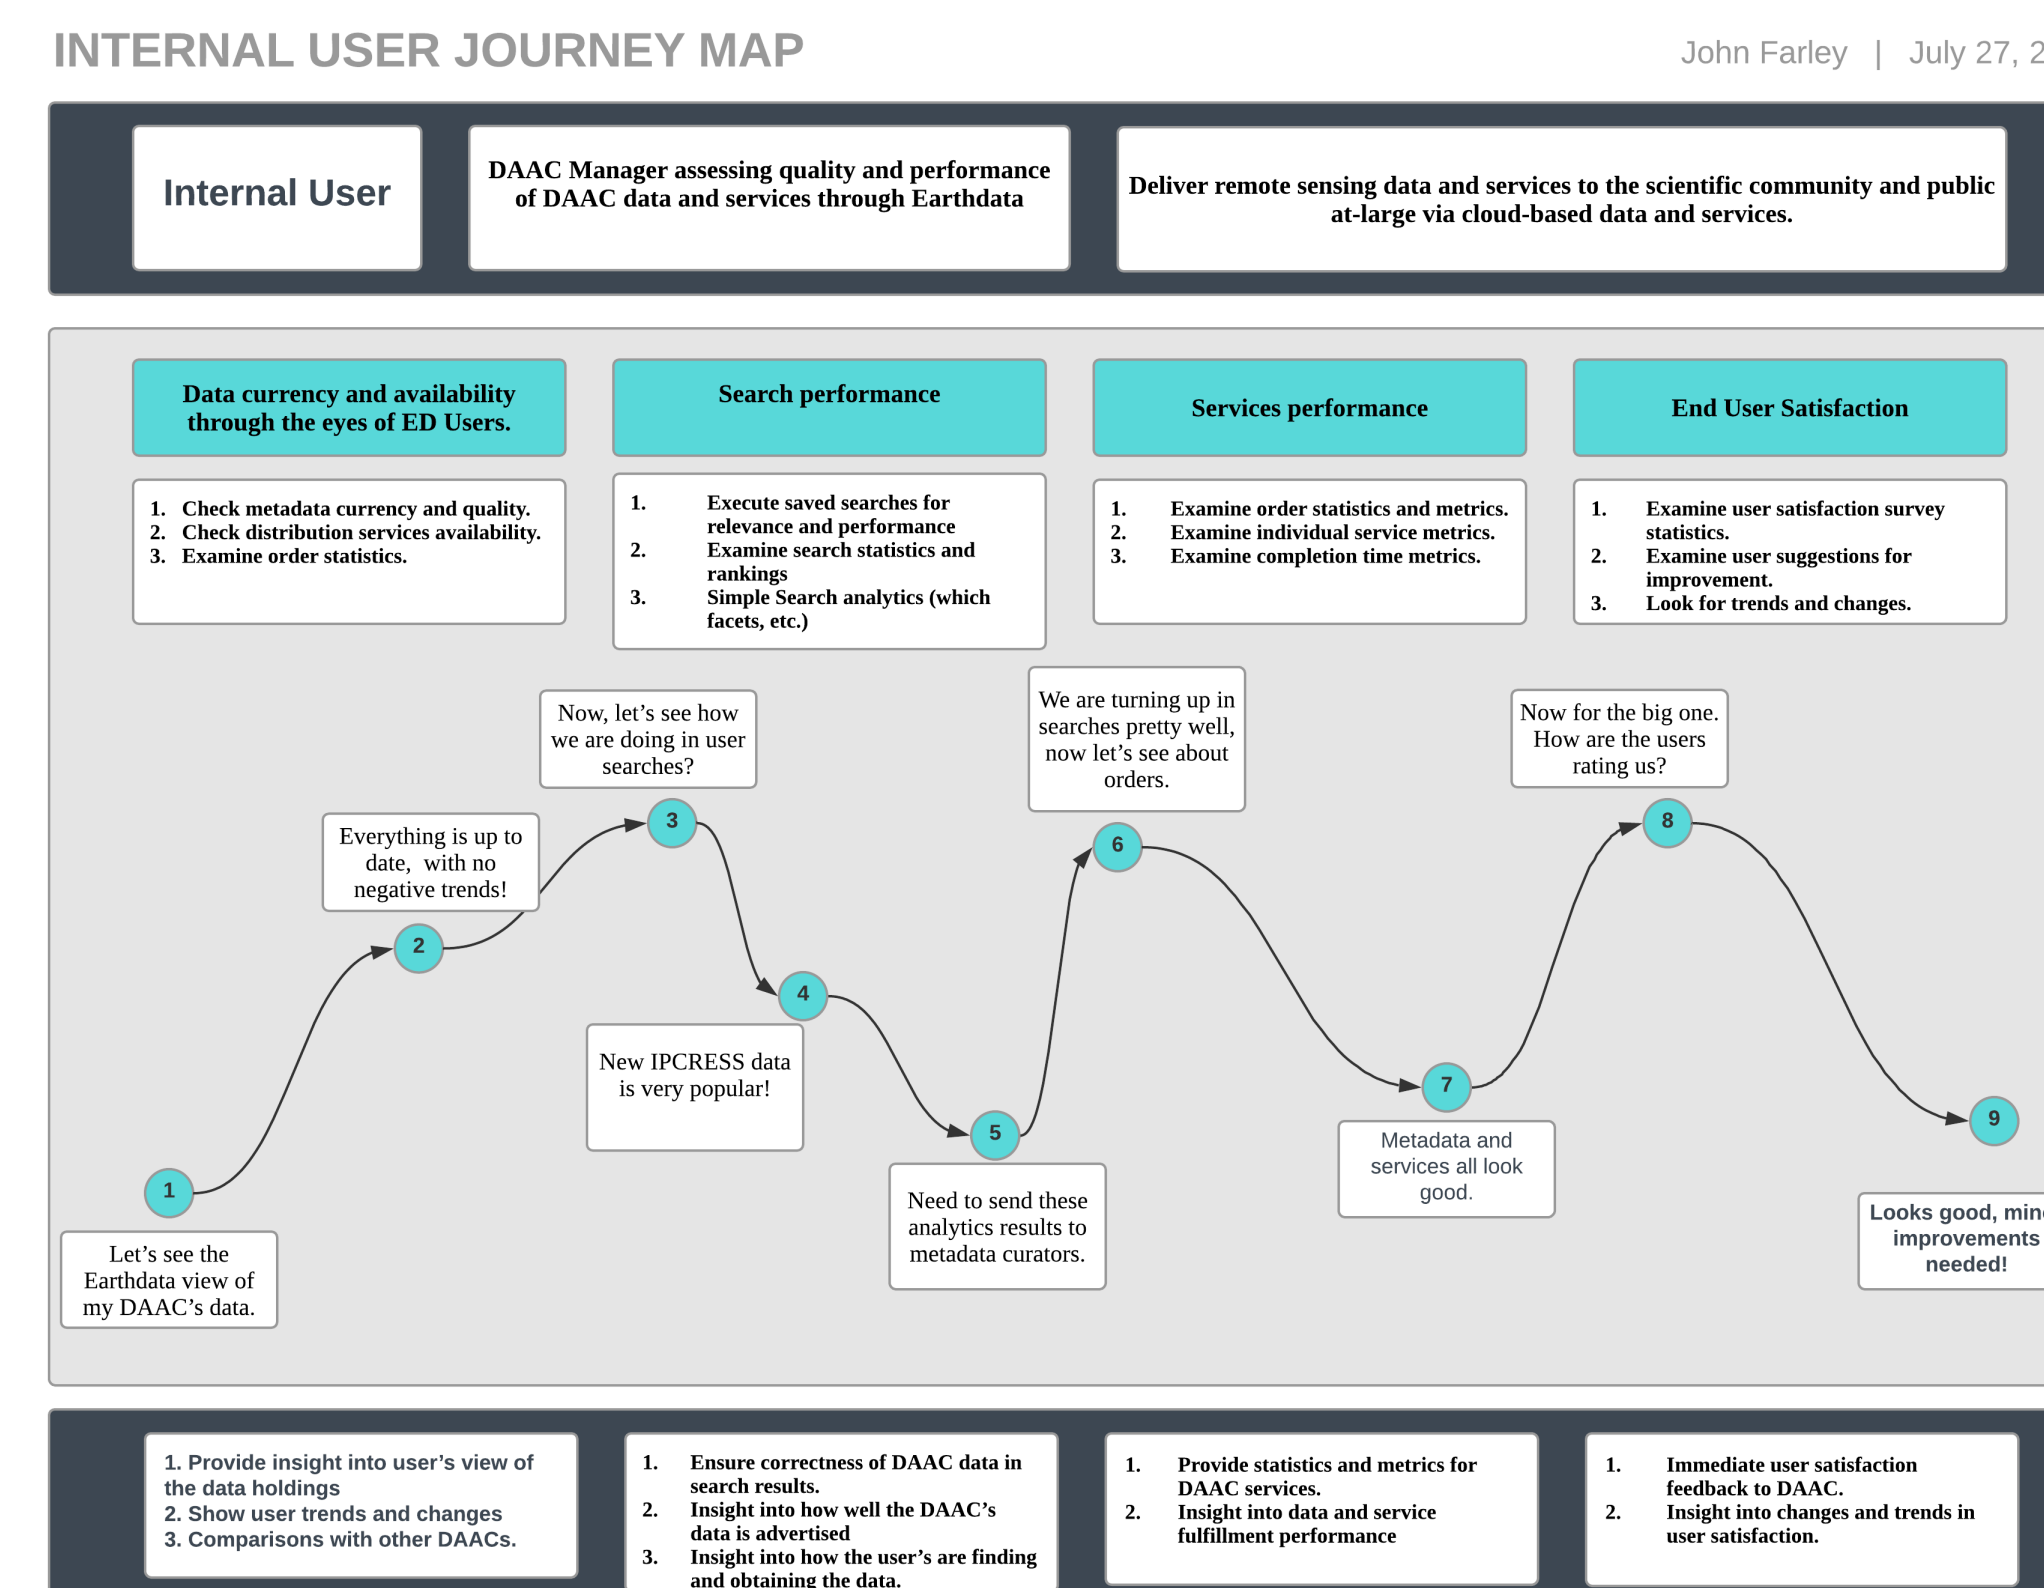 INTERNAL USER JOURNEY MAP
John Farley | July 27,
Internal User
DAAC Manager assessing quality and performance
of DAAC data and services through Earthdata
Deliver remote sensing data and services to the scientific community and public
at-large via cloud-based data and services.
Data currency and availability
through the eyes of ED Users.
Search performance
Services performance
End User Satisfaction
1. Check metadata currency and quality.
2. Check distribution services availability.
3. Examine order statistics.
1. Execute saved searches for
relevance and performance
2. Examine search statistics and
rankings
3. Simple Search analytics (which
facets, etc.)
1. Examine order statistics and metrics.
2. Examine individual service metrics.
3. Examine completion time metrics.
1. Examine user satisfaction survey
statistics.
2. Examine user suggestions for
improvement.
3. Look for trends and changes.
Now, let’s see how
we are doing in user
searches?
We are turning up in
searches pretty well,
now let’s see about
orders.
Now for the big one.
How are the users
rating us?
Everything is up to
date,  with no
negative trends!
3
6
8
2
4
New IPCRESS data
is very popular!
7
Metadata and
services all look
good.
5
Need to send these
analytics results to
metadata curators.
9
Looks good,
improvements
needed!
1
Let’s see the
Earthdata view of
my DAAC’s data.
1. Provide insight into user’s view of
the data holdings
2. Show user trends and changes
3. Comparisons with other DAACs.
1. Ensure correctness of DAAC data in
search results.
2. Insight into how well the DAAC’s
data is advertised
3. Insight into how the user’s are finding
and obtaining the data.
1. Provide statistics and metrics for
DAAC services.
2. Insight into data and service
fulfillment performance
1. Immediate user satisfaction
feedback to DAAC.
2. Insight into changes and trends in
user satisfaction.